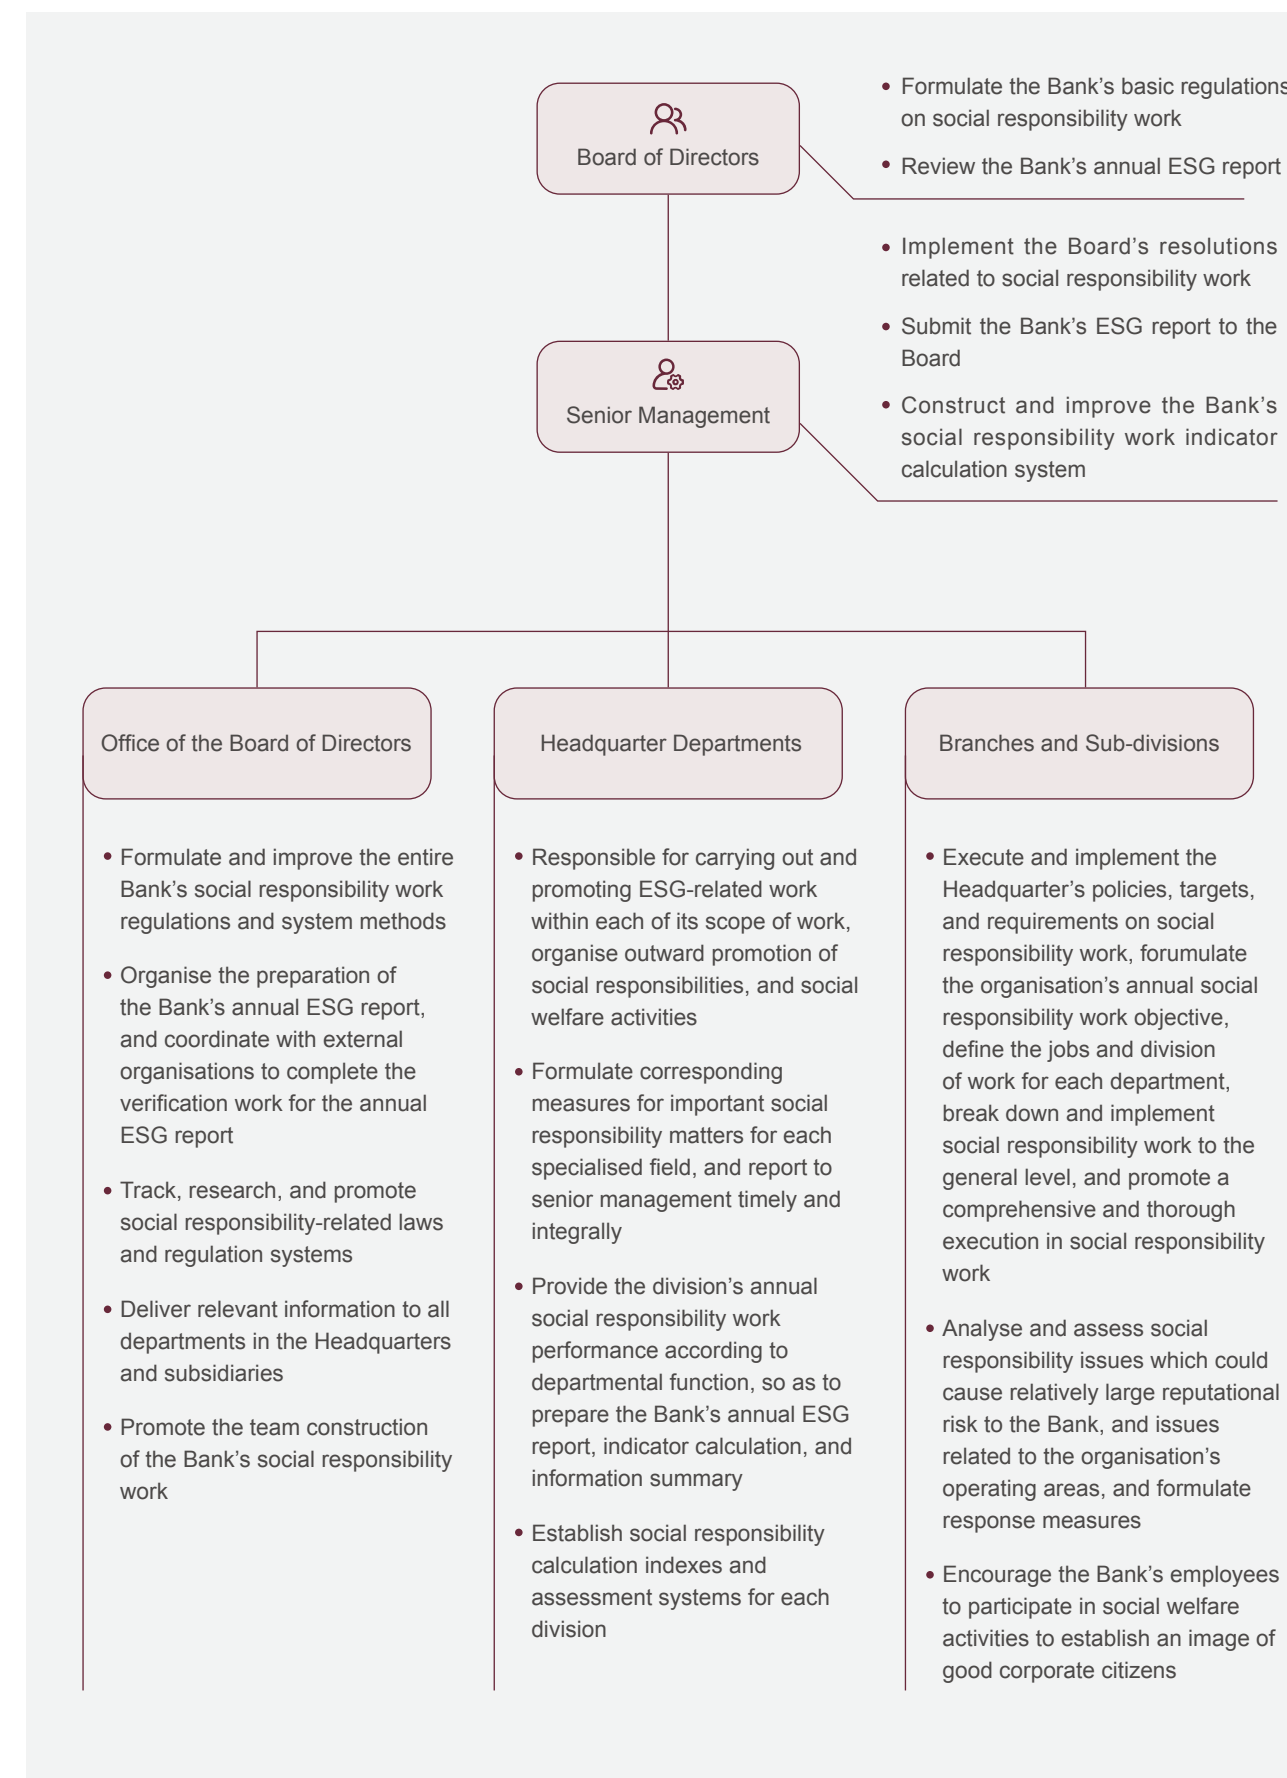 Board of Directors
• Formulate the Bank's basic regulations
on social responsibility work
• Review the Bank's annual ESG report
Senior Management
• Implement the Board's resolutions
related to social responsibility work
• Submit the Bank's ESG report to the
Board
• Construct and improve the Bank's
social responsibility work indicator
calculation system
Office of the Board of Directors
• Formulate and improve the entire
Bank's social responsibility work
regulations and system methods
• Organise the preparation of
the Bank's annual ESG report,
and coordinate with external
organisations to complete the
verification work for the annual
ESG report
• Track, research, and promote
social responsibility-related laws
and regulation systems
• Deliver relevant information to all
departments in the Headquarters
and subsidiaries
• Promote the team construction
of the Bank's social responsibility
work
Headquarter Departments
• Responsible for carrying out and
promoting ESG-related work
within each of its scope of work,
organise outward promotion of
social responsibilities, and social
welfare activities
• Formulate corresponding
measures for important social
responsibility matters for each
specialised field, and report to
senior management timely and
integrally
• Provide the division's annual
social responsibility work
performance according to
departmental function, so as to
prepare the Bank's annual ESG
report, indicator calculation, and
information summary
• Establish social responsibility
calculation indexes and
assessment systems for each
division
Branches and Sub-divisions
• Execute and implement the
Headquarter's policies, targets,
and requirements on social
responsibility work, forumulate
the organisation's annual social
responsibility work objective,
define the jobs and division
of work for each department,
break down and implement
social responsibility work to the
general level, and promote a
comprehensive and thorough
execution in social responsibility
work
• Analyse and assess social
responsibility issues which could
cause relatively large reputational
risk to the Bank, and issues
related to the organisation's
operating areas, and formulate
response measures
• Encourage the Bank's employees
to participate in social welfare
activities to establish an image of
good corporate citizens